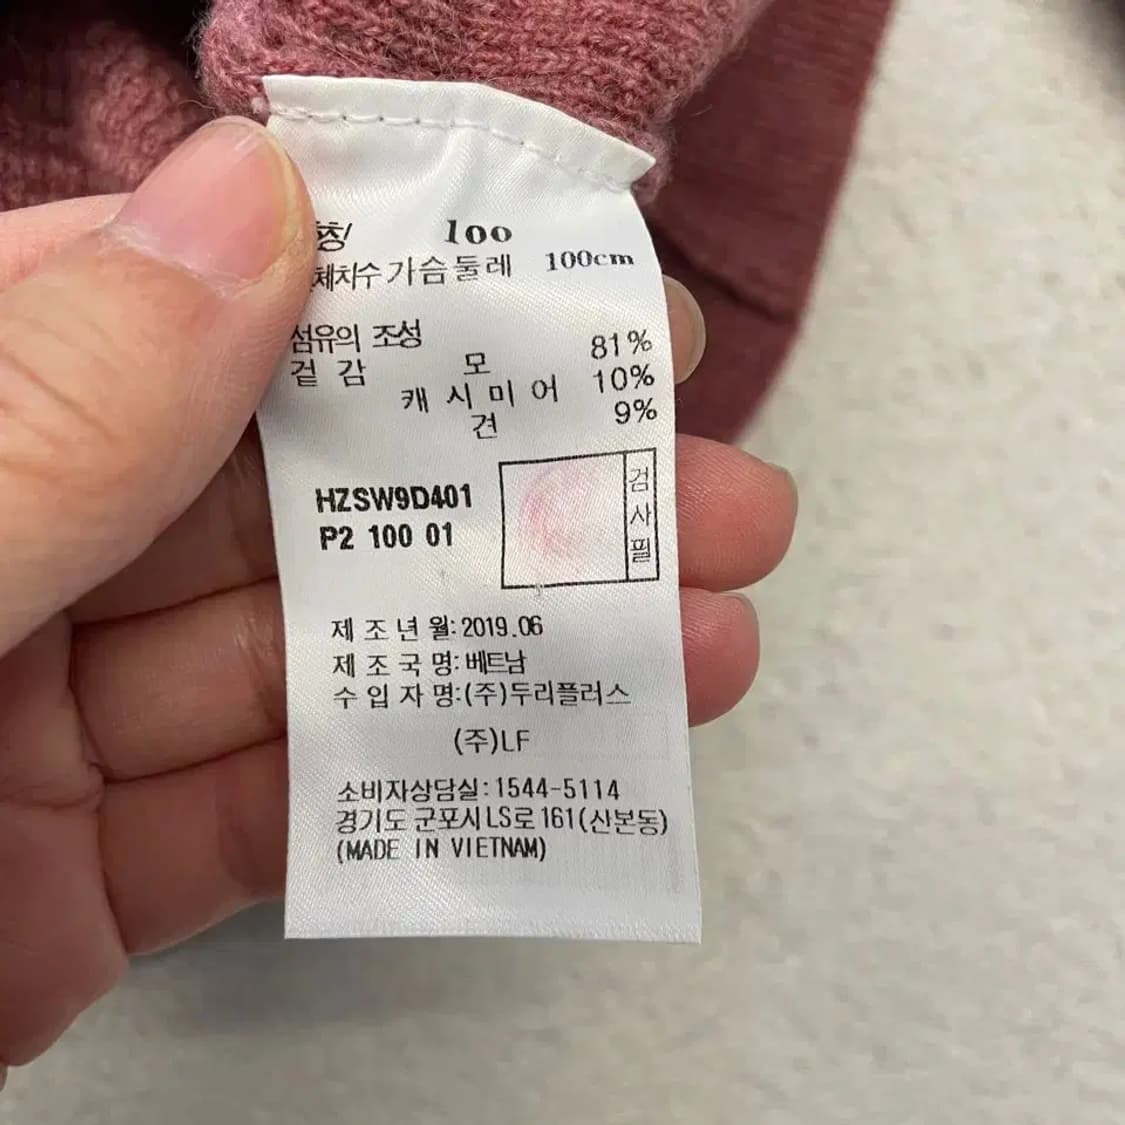 100
체치수 가슴둘레 100cm
섬유의 조성
겉감 모 81%
캐시미어 10%
견 9%
HZSW9D401
P2 100 01
검사필
제조년월: 2019.06
제조국명: 베트남
수입자명: (주)두리플러스
(주)LF
소비자상담실: 1544-5114
경기도 군포시 LS로 161(산본동)
(MADE IN VIETNAM)